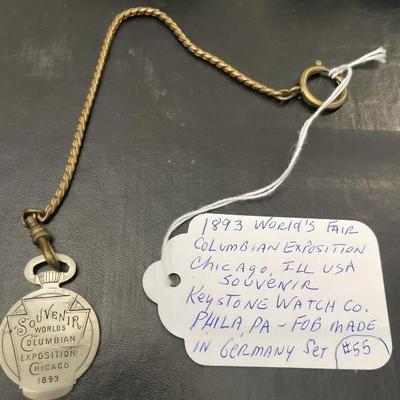 1893 WORLD'S FAIR
COLUMBIAN EXPOSITION
CHICAGO, ILL USA
SOUVENIR
KEYSTONE WATCH CO.
PHILA, PA - FOB MADE
IN GERMANY SET #55
SOUVENIR
WORLDS
COLUMBIAN
EXPOSITION
CHICAGO
1893